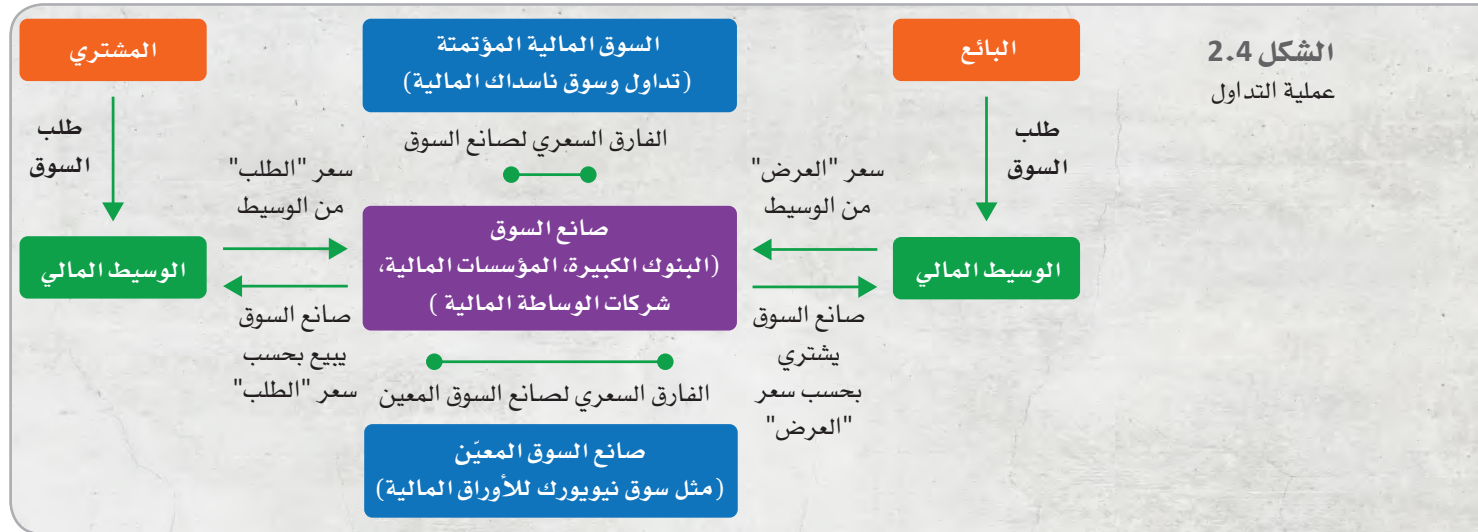 الشكل 2.4
عملية التداول
البائع
طلب
السوق
الوسيط المالي
سعر "العرض"
من الوسيط
صانع السوق
يشتري
بحسب سعر
"العرض"
السوق المالية المؤتمتة
(تداول وسوق ناسداك المالية)
الفارق السعري لصانع السوق
صانع السوق
(البنوك الكبيرة، المؤسسات المالية،
شركات الوساطة المالية )
الفارق السعري لصانع السوق المعين
صانع السوق المعيّن
(مثل سوق نيويورك للأوراق المالية)
سعر "الطلب"
من الوسيط
صانع السوق
يبيع بحسب
سعر "الطلب"
المشتري
طلب
السوق
الوسيط المالي